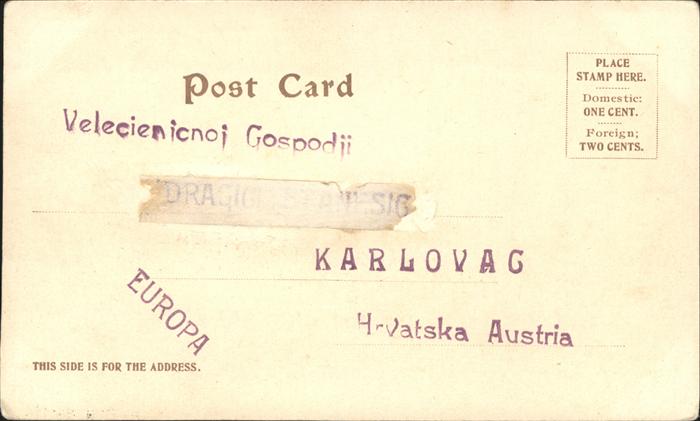 Post Card
PLACE
STAMP HERE.
Domestic:
ONE CENT.
Foreign;
TWO CENTS.
Velecienicnoj Gospodji
KARLOVAG
EUROPA
Hrvatska Austria
THIS SIDE IS FOR THE ADDRESS.